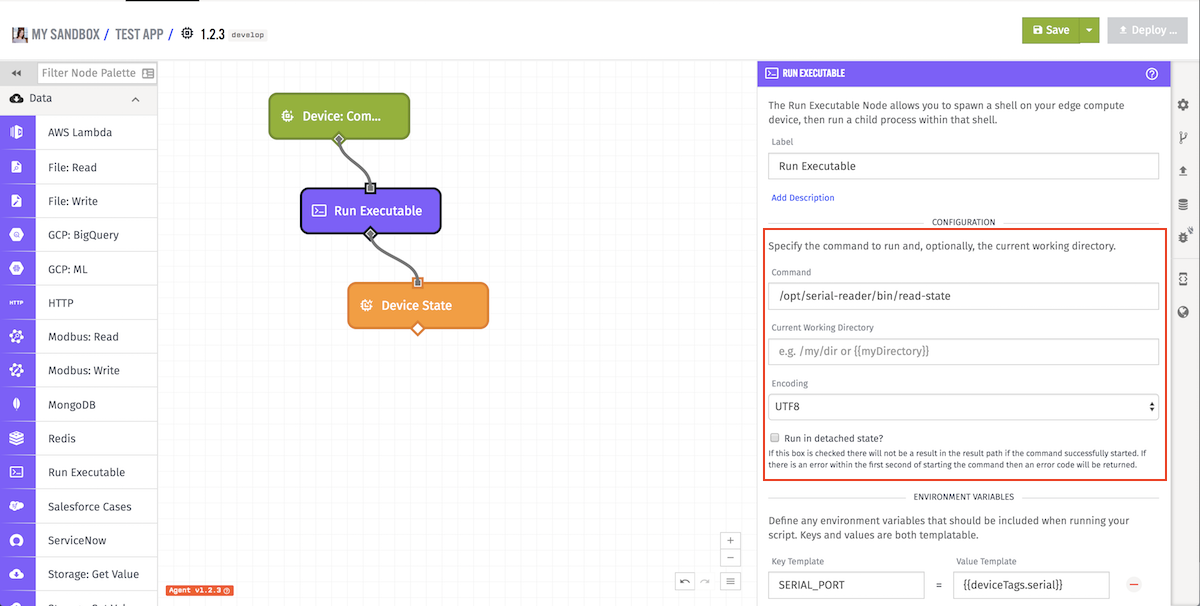 MY SANDBOX / TEST APP / 1.2.3 develop
Save
Deploy ...
Filter Node Palette
Data
AWS Lambda
File: Read
File: Write
GCP: BigQuery
GCP: ML
HTTP HTTP
Modbus: Read
Modbus: Write
MongoDB
Redis
Run Executable
Salesforce Cases
ServiceNow
Storage: Get Value
Device: Com...
Run Executable
Device State
Agent v1.2.3
RUN EXECUTABLE
The Run Executable Node allows you to spawn a shell on your edge compute
device, then run a child process within that shell.
Label
Run Executable
Add Description
CONFIGURATION
Specify the command to run and, optionally, the current working directory.
Command
/opt/serial-reader/bin/read-state
Current Working Directory
e.g. /my/dir or {{myDirectory}}
Encoding
UTF8
Run in detached state?
If this box is checked there will not be a result in the result path if the command successfully started. If
there is an error within the first second of starting the command then an error code will be returned.
ENVIRONMENT VARIABLES
Define any environment variables that should be included when running your
script. Keys and values are both templatable.
Key Template Value Template
SERIAL_PORT = {{deviceTags.serial}}